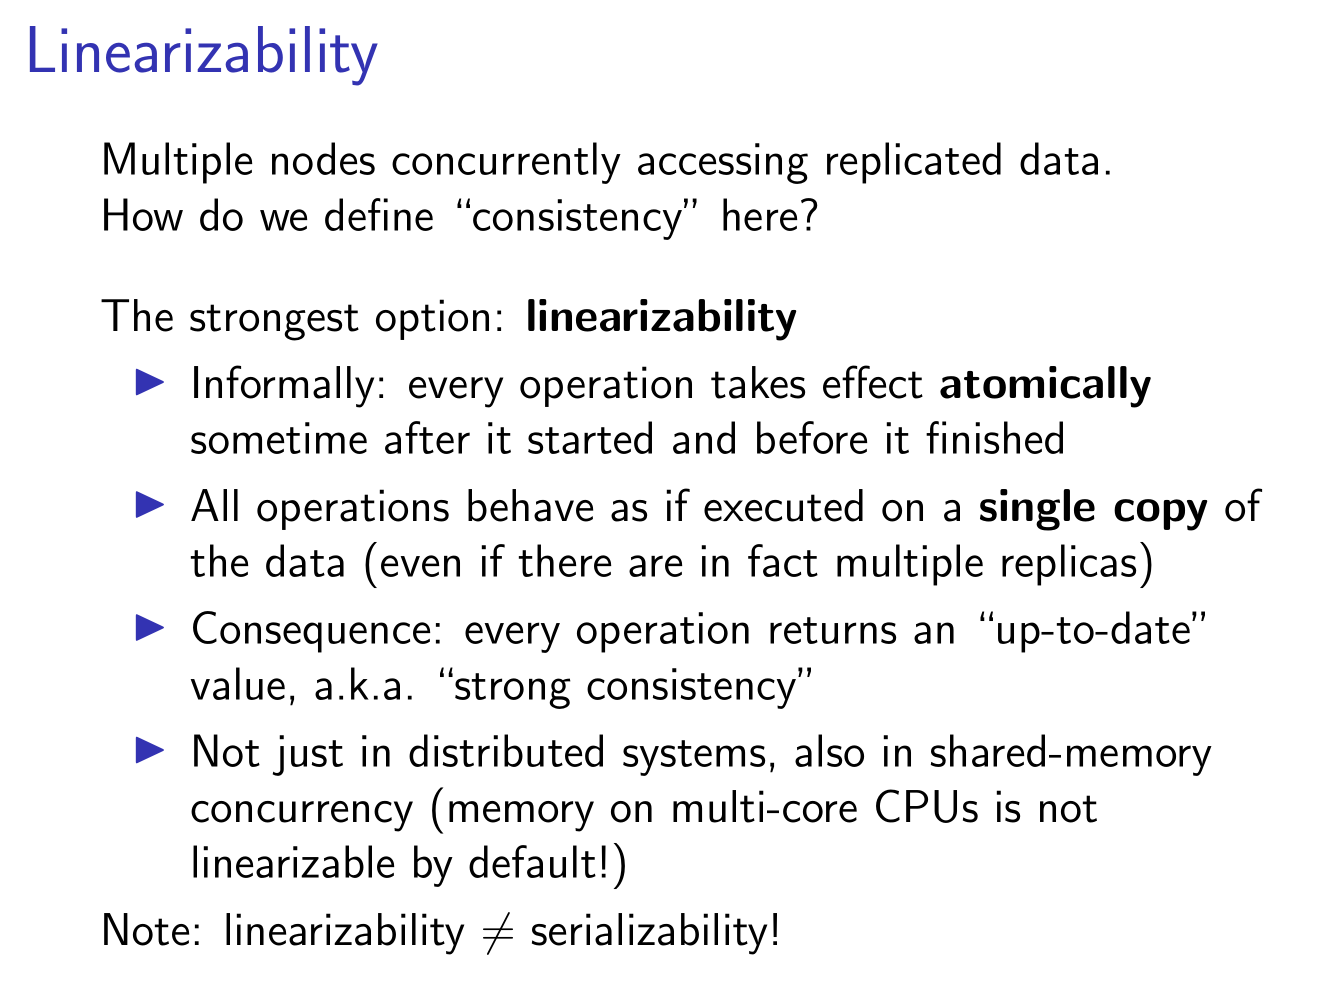 Linearizability
Multiple nodes concurrently accessing replicated data.
How do we define “consistency” here?
The strongest option: linearizability
▶ Informally: every operation takes effect atomically
sometime after it started and before it finished
▶ All operations behave as if executed on a single copy of
the data (even if there are in fact multiple replicas)
▶ Consequence: every operation returns an “up-to-date”
value, a.k.a. “strong consistency”
▶ Not just in distributed systems, also in shared-memory
concurrency (memory on multi-core CPUs is not
linearizable by default!)
Note: linearizability ≠ serializability!